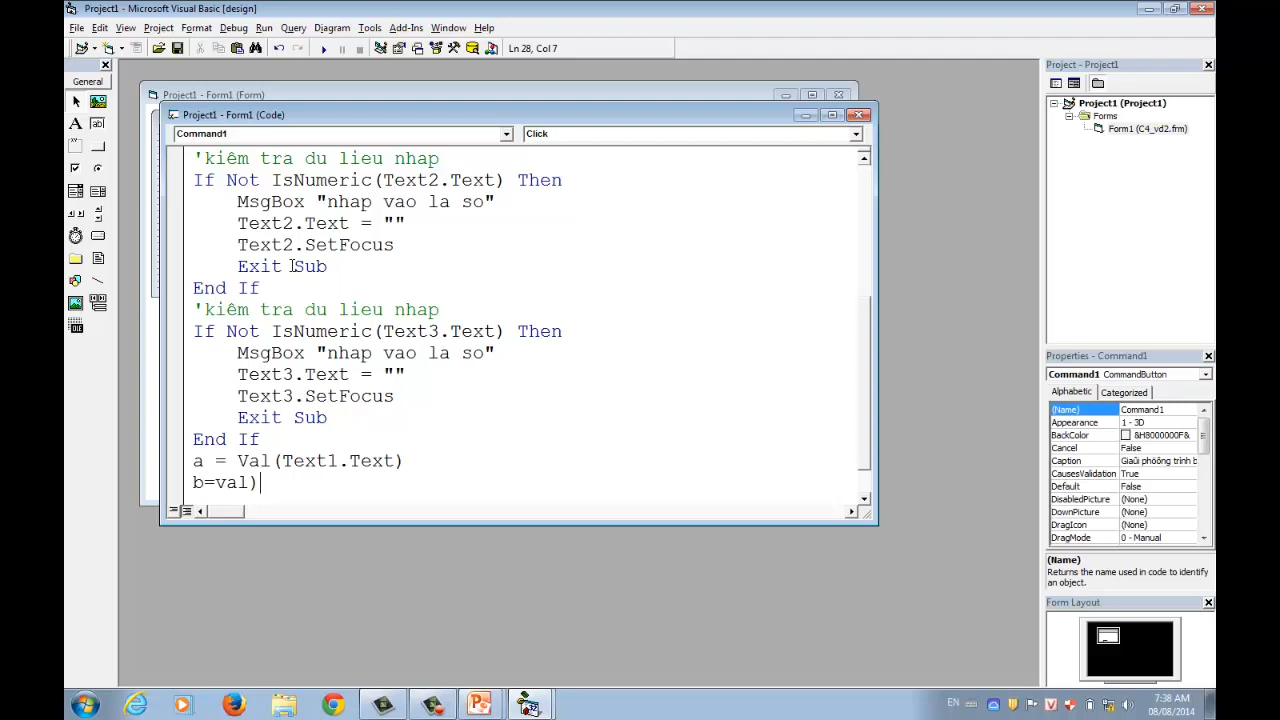 Project1 - Microsoft Visual Basic [design]
File Edit View Project Format Debug Run Query Diagram Tools Add-Ins Window Help
Ln 28, Col 7
General
Project1 - Form1 (Form)
Project1 - Form1 (Code)
Command1
Click
'kiêm tra du lieu nhap
If Not IsNumeric(Text2.Text) Then
MsgBox "nhap vao la so"
Text2.Text = ""
Text2.SetFocus
Exit Sub
End If
'kiêm tra du lieu nhap
If Not IsNumeric(Text3.Text) Then
MsgBox "nhap vao la so"
Text3.Text = ""
Text3.SetFocus
Exit Sub
End If
a = Val(Text1.Text)
b=val)
Project - Project1
Project1 (Project1)
Forms
Form1 (C4_vd2.frm)
Properties - Command1
Command1 CommandButton
Alphabetic Categorized
(Name) Command1
Appearance 1 - 3D
BackColor &H8000000F&
Cancel False
Caption Giaûi phöông trình b
CausesValidation True
Default False
DisabledPicture (None)
DownPicture (None)
DragIcon (None)
DragMode 0 - Manual
(Name)
Returns the name used in code to identify
an object.
Form Layout
EN
7:38 AM
08/08/2014